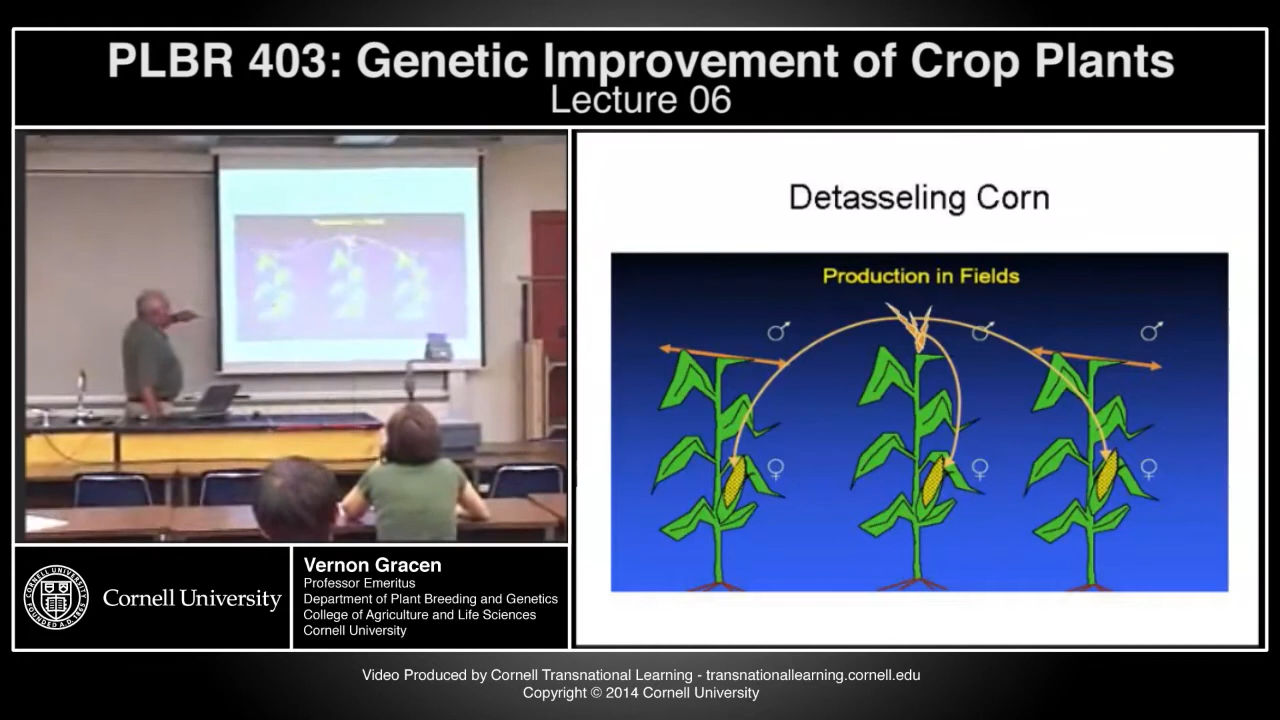 PLBR 403: Genetic Improvement of Crop Plants
Lecture 06
Detasseling Corn
Production in Fields
♂ ♂ ♂
♀ ♀ ♀
Cornell University
Vernon Gracen
Professor Emeritus
Department of Plant Breeding and Genetics
College of Agriculture and Life Sciences
Cornell University
Video Produced by Cornell Transnational Learning - transnationallearning.cornell.edu
Copyright © 2014 Cornell University